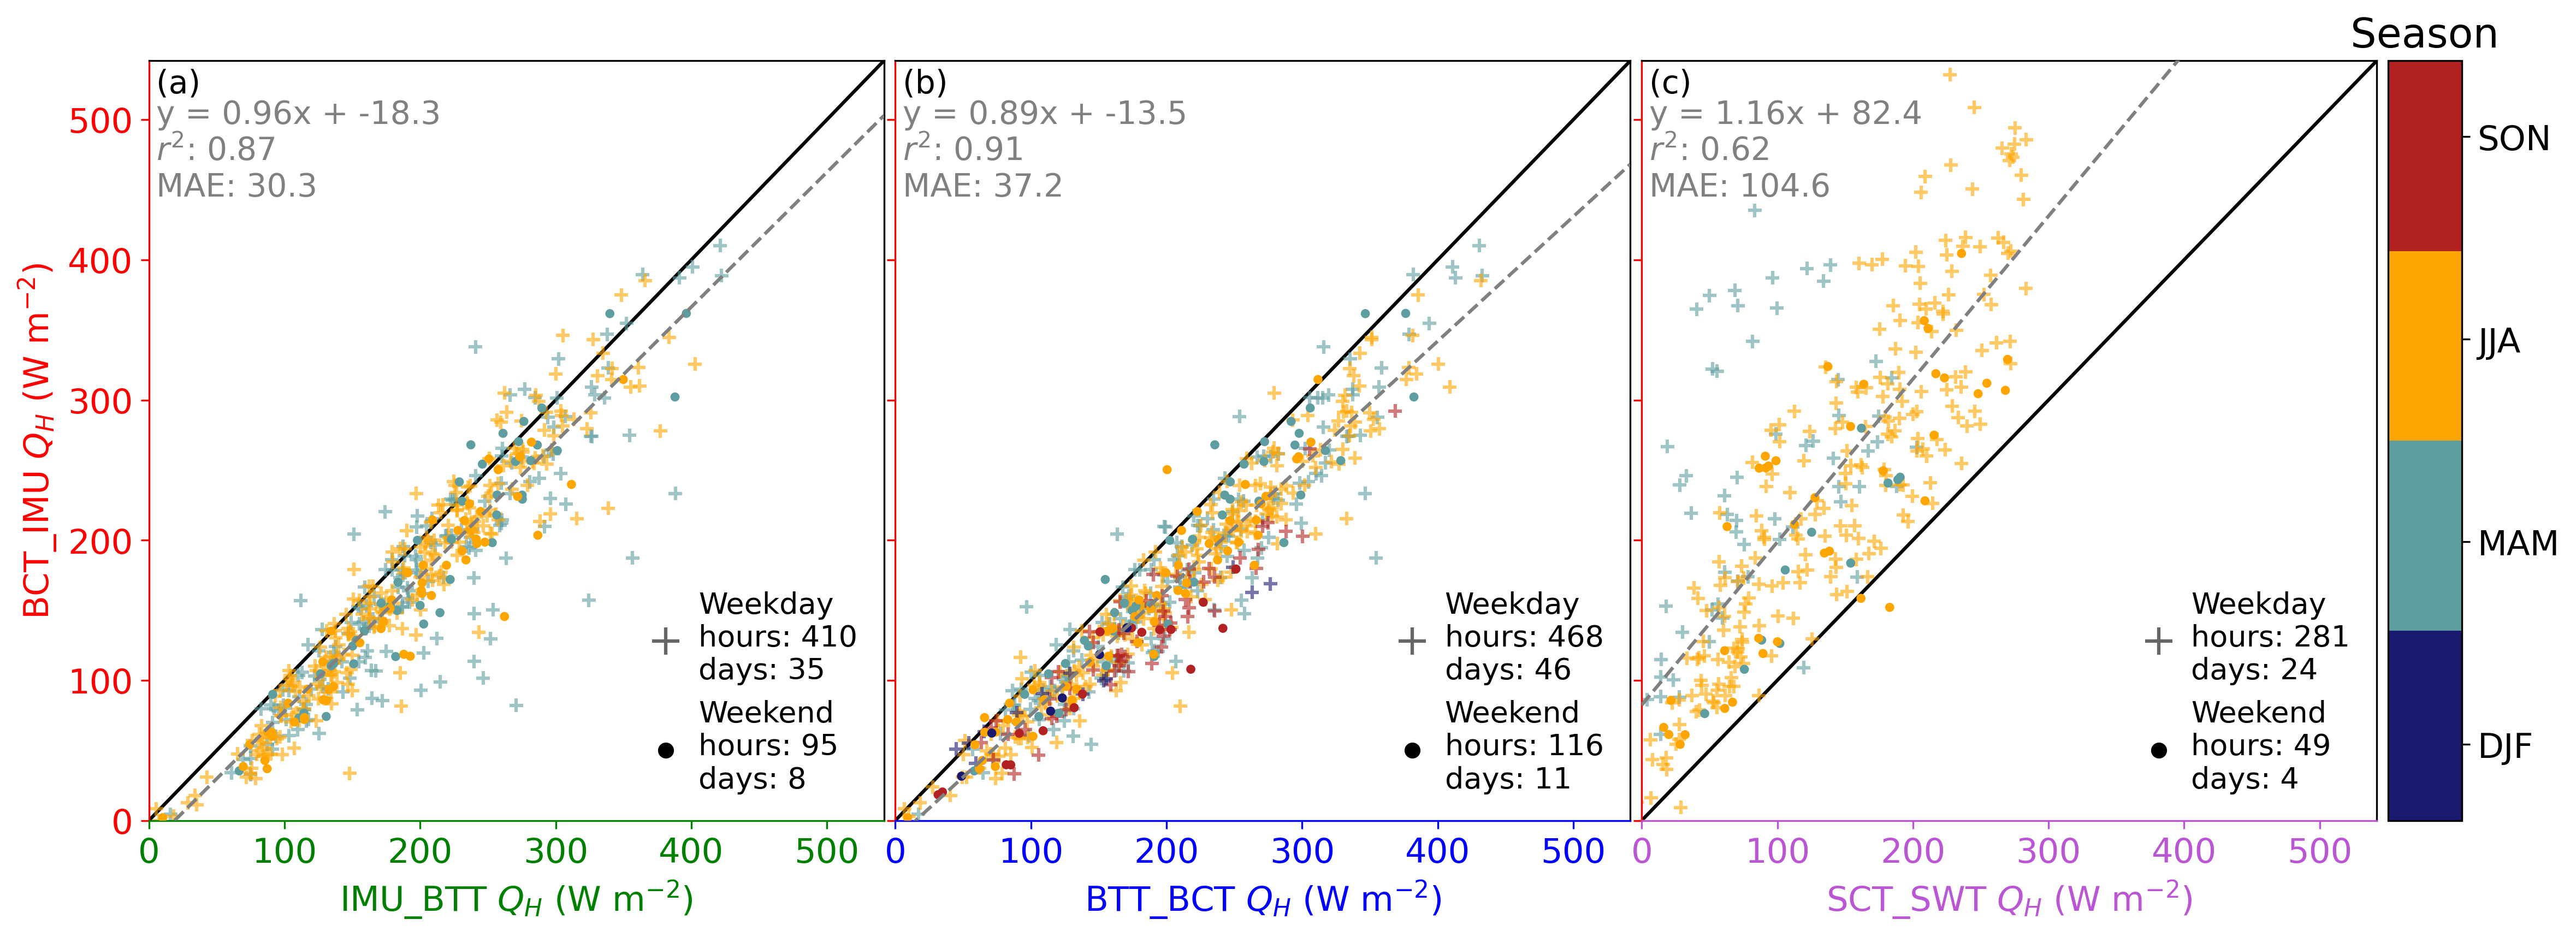 Season
(a)
y = 0.96x + -18.3
r²: 0.87
MAE: 30.3
(b)
y = 0.89x + -13.5
r²: 0.91
MAE: 37.2
(c)
y = 1.16x + 82.4
r²: 0.62
MAE: 104.6
500
400
300
200
100
0
BCT_IMU Q_H (W m⁻²)
Weekday
hours: 410
days: 35
Weekend
hours: 95
days: 8
Weekday
hours: 468
days: 46
Weekend
hours: 116
days: 11
Weekday
hours: 281
days: 24
Weekend
hours: 49
days: 4
SON
JJA
MAM
DJF
0 100 200 300 400 500
0 100 200 300 400 500
0 100 200 300 400 500
IMU_BTT Q_H (W m⁻²)
BTT_BCT Q_H (W m⁻²)
SCT_SWT Q_H (W m⁻²)